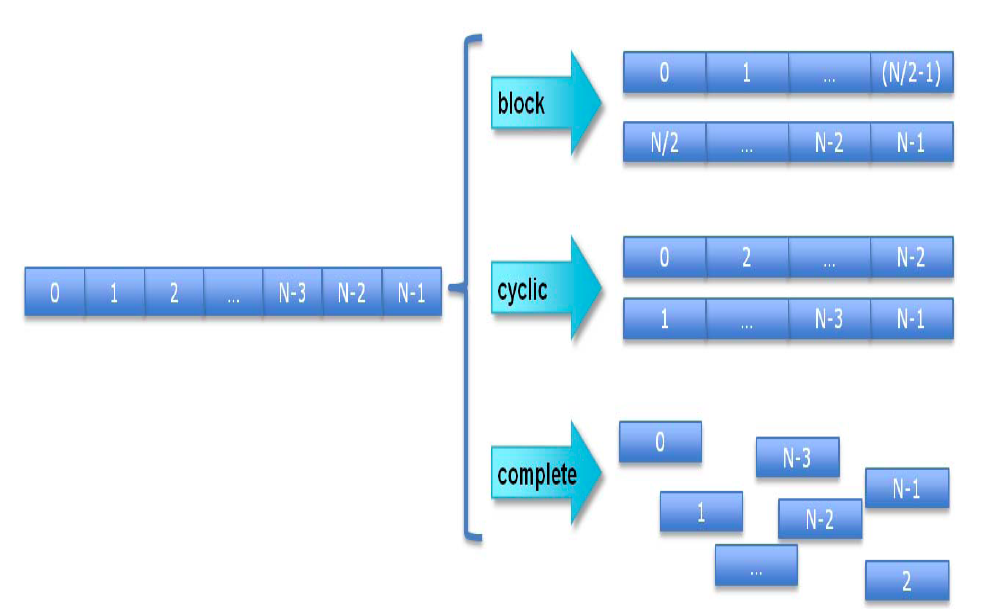 0 1 2 ... N-3 N-2 N-1
block
0 1 ... (N/2-1)
N/2 ... N-2 N-1
cyclic
0 2 ... N-2
1 ... N-3 N-1
complete
0
N-3
N-1
1
N-2
...
2